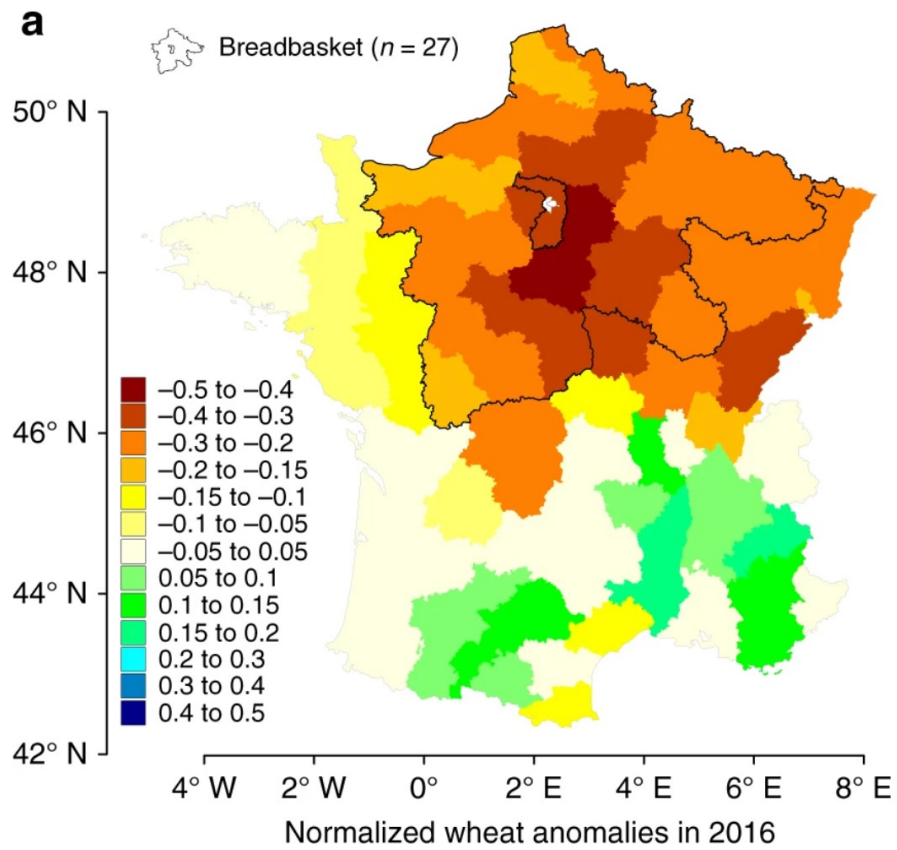 a
Breadbasket (n = 27)
50° N
48° N
46° N
44° N
42° N
–0.5 to –0.4
–0.4 to –0.3
–0.3 to –0.2
–0.2 to –0.15
–0.15 to –0.1
–0.1 to –0.05
–0.05 to 0.05
0.05 to 0.1
0.1 to 0.15
0.15 to 0.2
0.2 to 0.3
0.3 to 0.4
0.4 to 0.5
4° W 2° W 0° 2° E 4° E 6° E 8° E
Normalized wheat anomalies in 2016